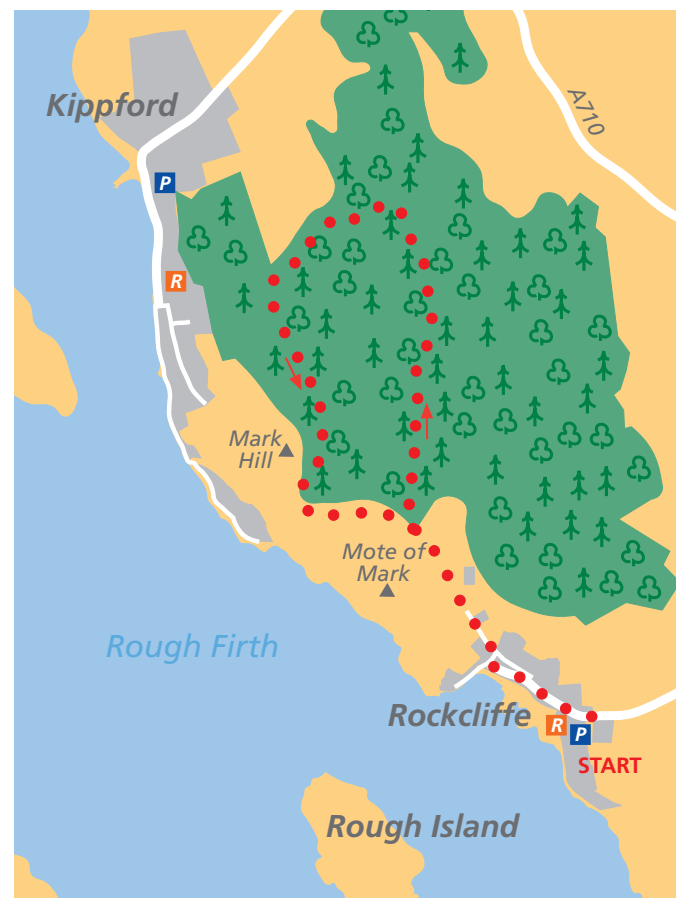 Kippford
A710
P
R
Mark
Hill
Mote of
Mark
Rough Firth
Rockcliffe
R
P
START
Rough Island